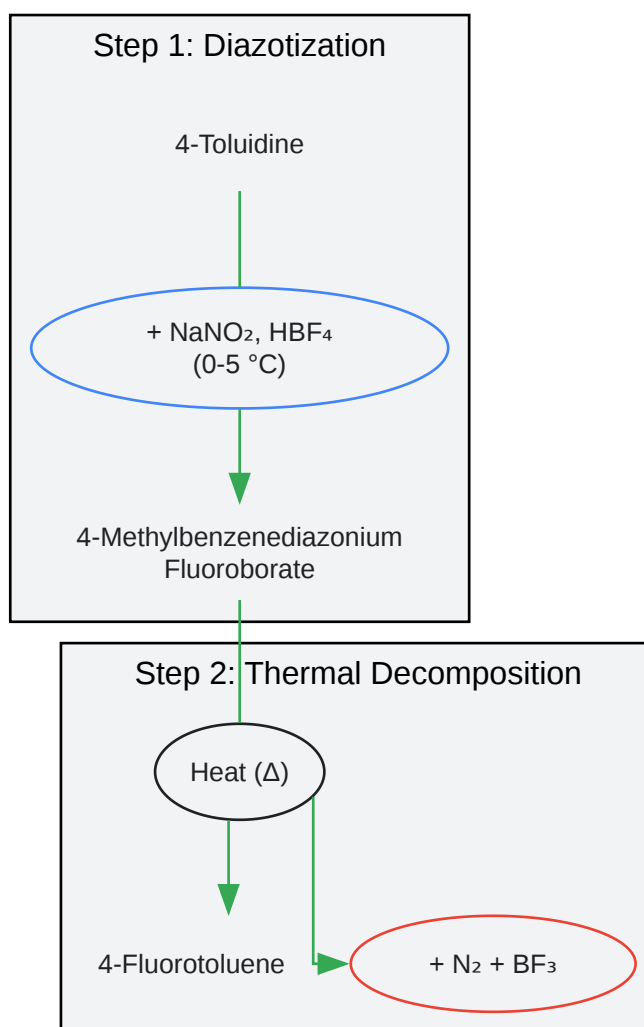 Step 1: Diazotization
4-Toluidine
+ NaNO₂, HBF₄
(0-5 °C)
4-Methylbenzenediazonium
Fluoroborate
Step 2: Thermal Decomposition
Heat (Δ)
4-Fluorotoluene
+ N₂ + BF₃